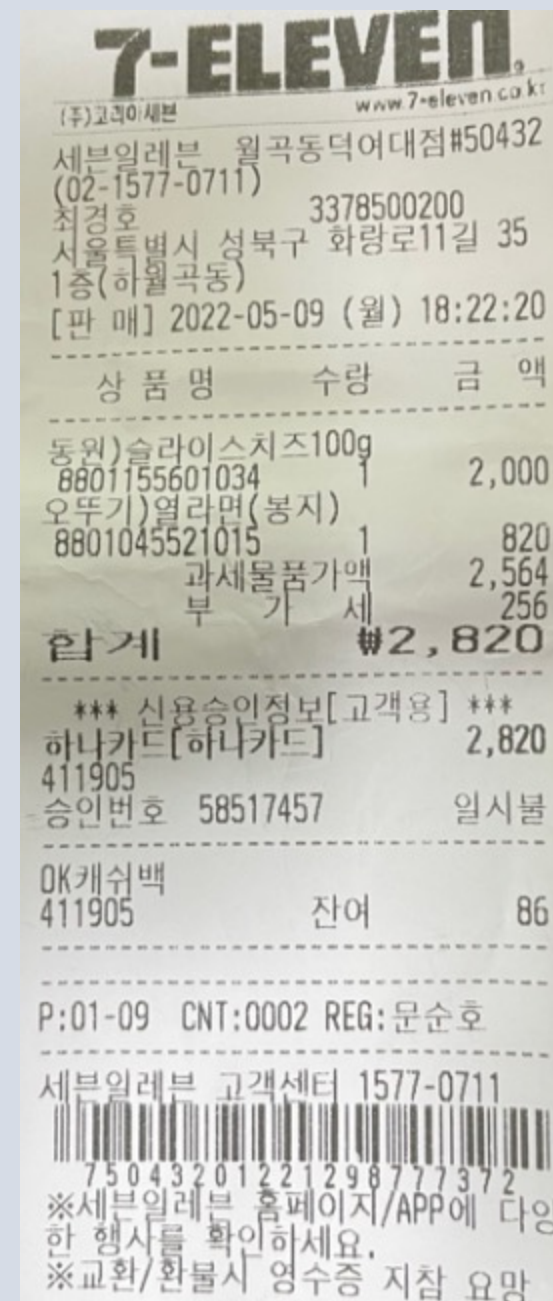 7-ELEVEN
(주)코리아세븐 www.7-eleven.co.kr
세븐일레븐 월곡동덕여대점#50432
(02-1577-0711)
최경호 3378500200
서울특별시 성북구 화랑로11길 35
1층(하월곡동)
[판 매] 2022-05-09 (월) 18:22:20
상 품 명 수량 금 액
동원)슬라이스치즈100g
8801155601034 1 2,000
오뚜기)열라면(봉지)
8801045521015 1 820
과세물품가액 2,564
부 가 세 256
합계 ₩2,820
*** 신용승인정보[고객용] ***
하나카드[하나카드] 2,820
411905
승인번호 58517457 일시불
OK캐쉬백
411905 잔여 86
P:01-09 CNT:0002 REG:문순호
세븐일레븐 고객센터 1577-0711
75043201221298777372
※세븐일레븐 홈페이지/APP에 다양
한 행사를 확인하세요.
※교환/환불시 영수증 지참 요망